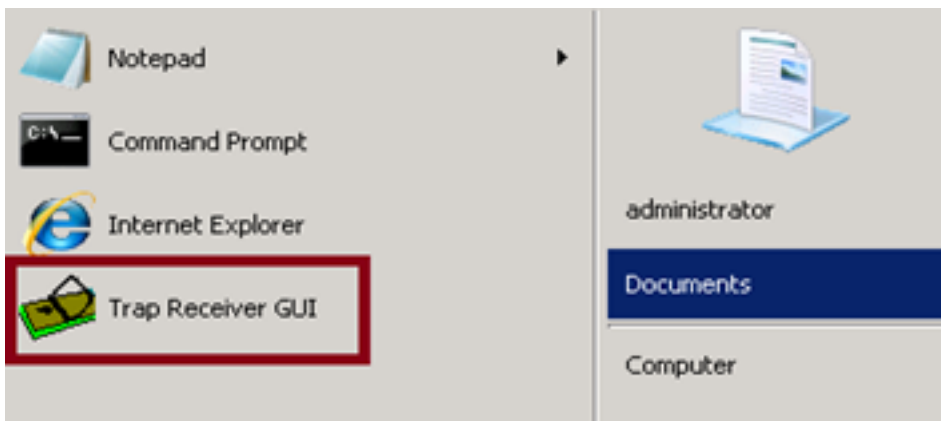 Notepad
Command Prompt
Internet Explorer
Trap Receiver GUI
administrator
Documents
Computer